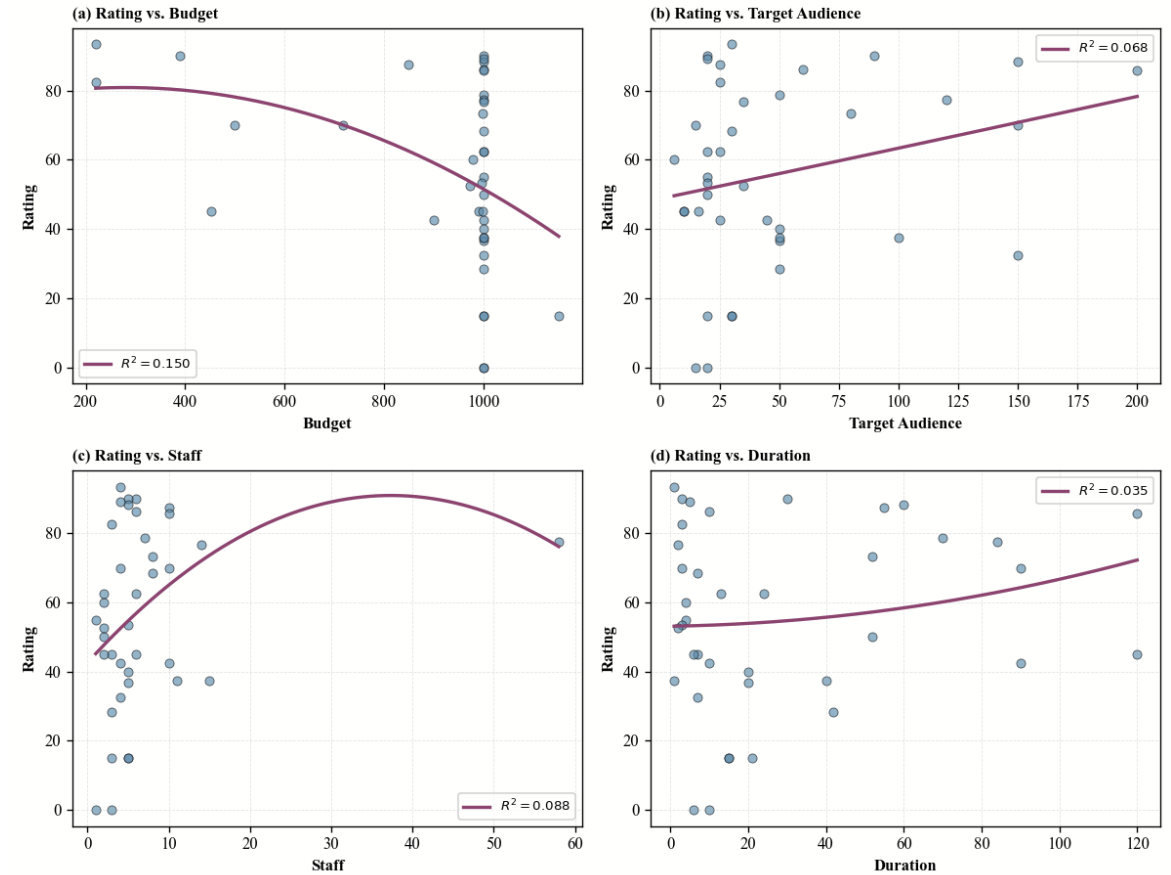 (a) Rating vs. Budget
Rating
80
60
40
20
0
R² = 0.150
200 400 600 800 1000
Budget
(b) Rating vs. Target Audience
Rating
80
60
40
20
0
R² = 0.068
0 25 50 75 100 125 150 175 200
Target Audience
(c) Rating vs. Staff
Rating
80
60
40
20
0
R² = 0.088
0 10 20 30 40 50 60
Staff
(d) Rating vs. Duration
Rating
80
60
40
20
0
R² = 0.035
0 20 40 60 80 100 120
Duration